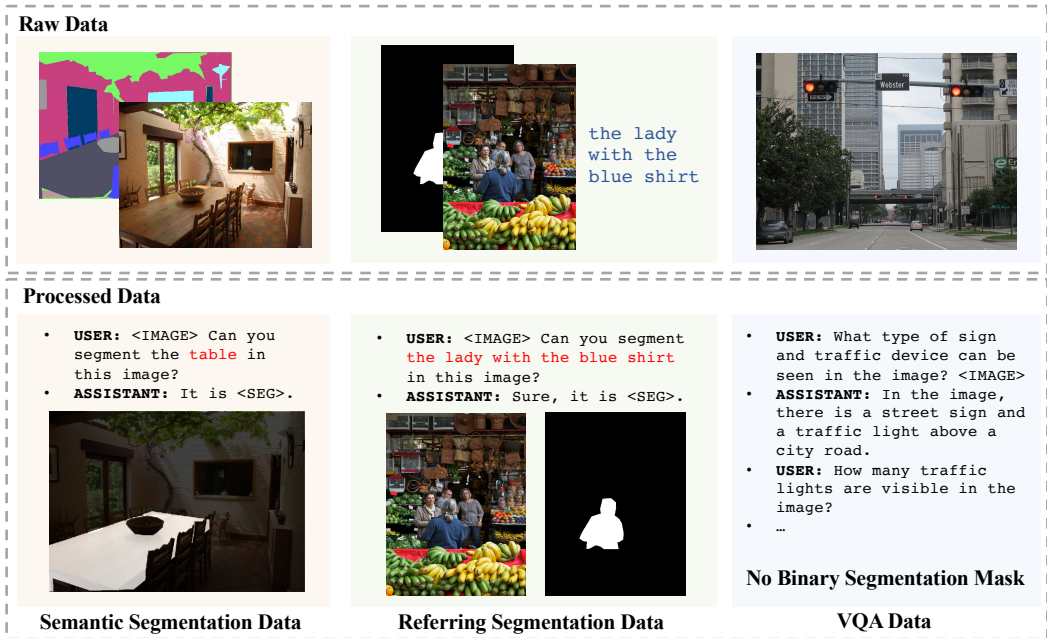 Raw Data
the lady
with the
blue shirt
Webster
Processed Data
• USER: <IMAGE> Can you
segment the table in
this image?
• ASSISTANT: It is <SEG>.
• USER: <IMAGE> Can you segment
the lady with the blue shirt
in this image?
• ASSISTANT: Sure, it is <SEG>.
• USER: What type of sign
and traffic device can be
seen in the image? <IMAGE>
• ASSISTANT: In the image,
there is a street sign and
a traffic light above a
city road.
• USER: How many traffic
lights are visible in the
image?
• …
No Binary Segmentation Mask
Semantic Segmentation Data
Referring Segmentation Data
VQA Data